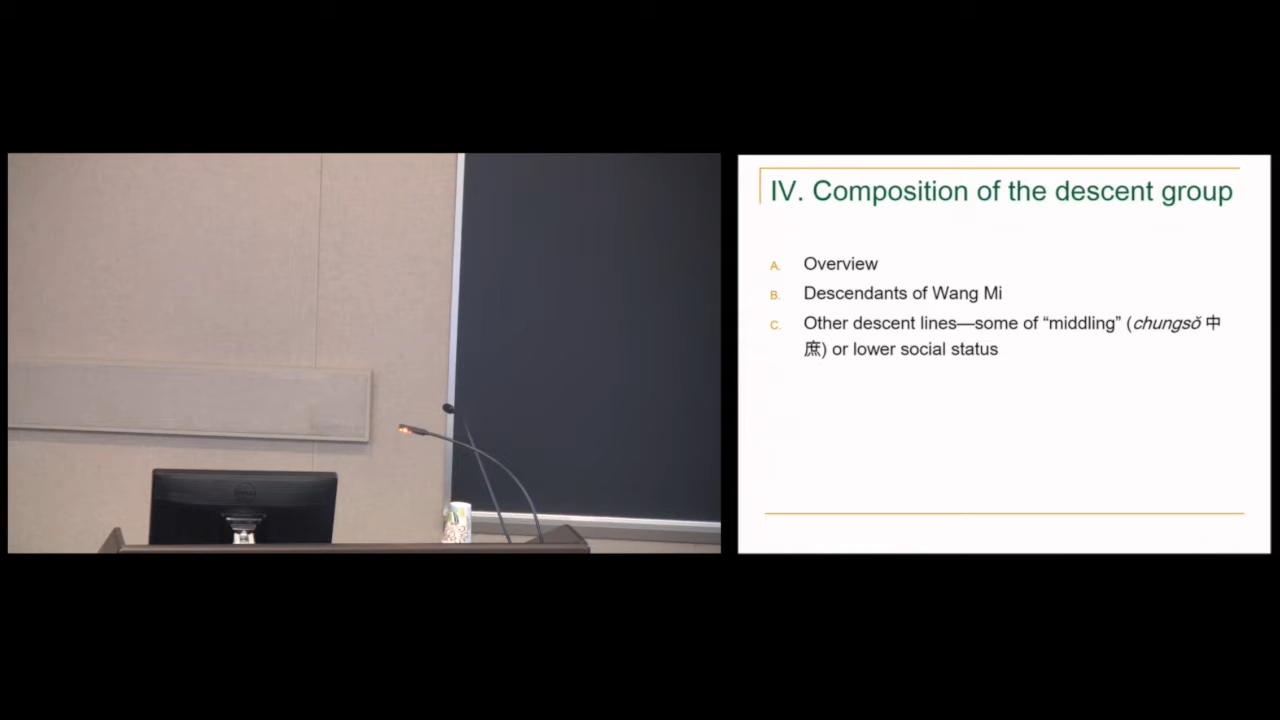 IV. Composition of the descent group
A. Overview
B. Descendants of Wang Mi
C. Other descent lines—some of “middling” (chungsŏ 中
庶) or lower social status